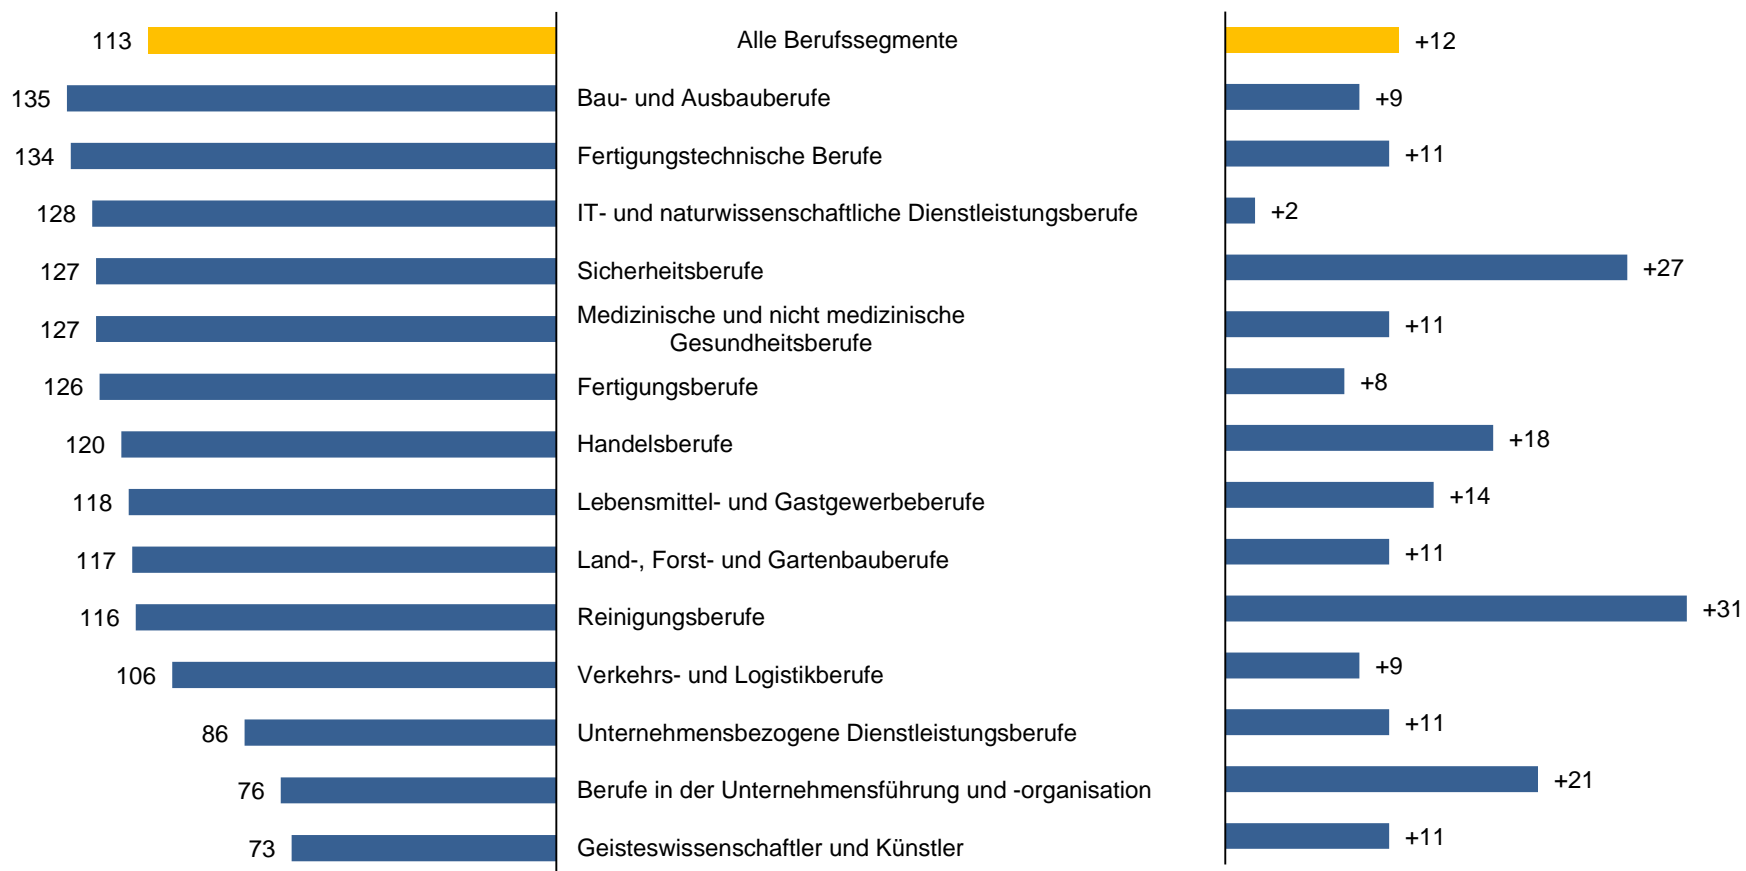 113 Alle Berufssegmente +12
135 Bau- und Ausbauberufe +9
134 Fertigungstechnische Berufe +11
128 IT- und naturwissenschaftliche Dienstleistungsberufe +2
127 Sicherheitsberufe +27
127 Medizinische und nicht medizinische +11
Gesundheitsberufe
126 Fertigungsberufe +8
120 Handelsberufe +18
118 Lebensmittel- und Gastgewerbeberufe +14
117 Land-, Forst- und Gartenbauberufe +11
116 Reinigungsberufe +31
106 Verkehrs- und Logistikberufe +9
86 Unternehmensbezogene Dienstleistungsberufe +11
76 Berufe in der Unternehmensführung und -organisation +21
73 Geisteswissenschaftler und Künstler +11